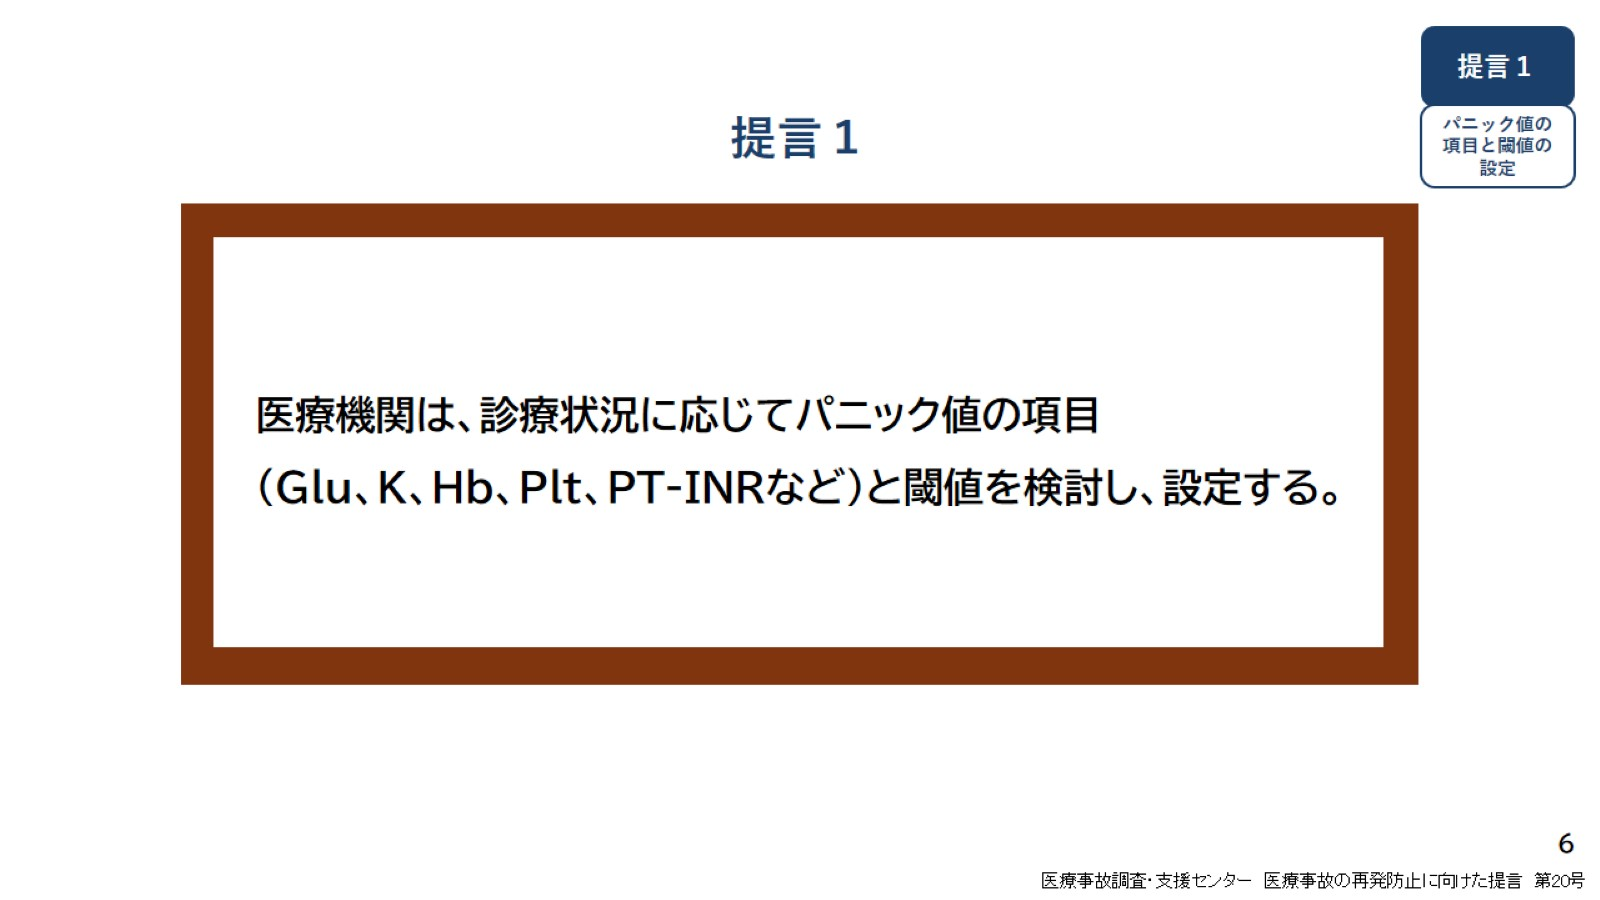 提言1
パニック値の
項目と閾値の
設定
提言1
医療機関は、診療状況に応じてパニック値の項目
（Glu、K、Hb、Plt、PT-INRなど）と閾値を検討し、設定する。
6
医療事故調査・支援センター　医療事故の再発防止に向けた提言　第20号